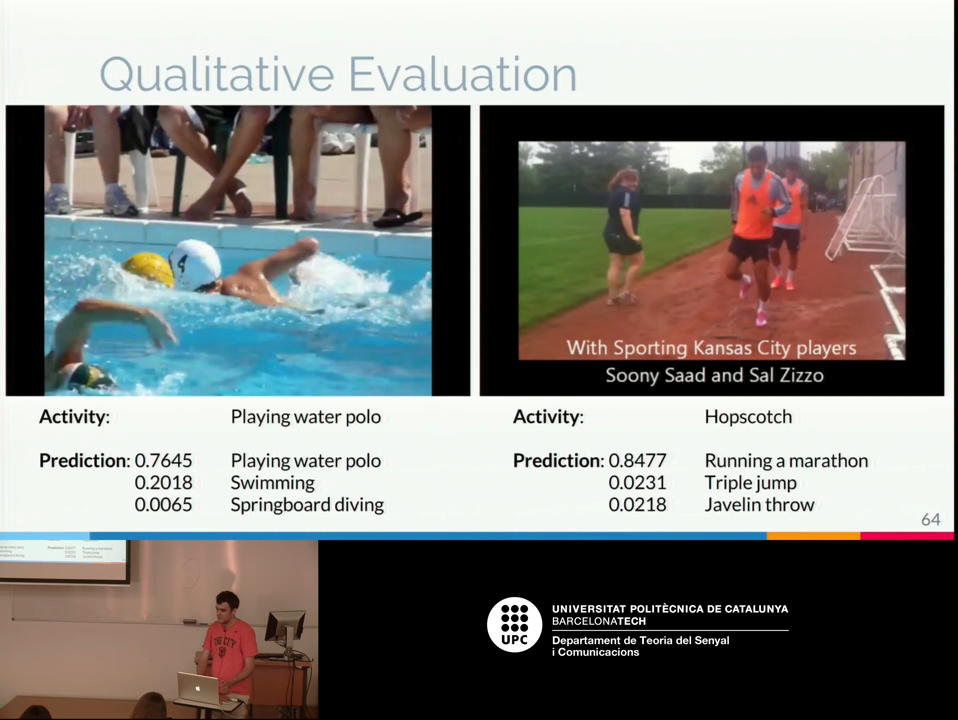 Qualitative Evaluation
4
With Sporting Kansas City players
Soony Saad and Sal Zizzo
Activity: Playing water polo
Prediction: 0.7645 Playing water polo
0.2018 Swimming
0.0065 Springboard diving
Activity: Hopscotch
Prediction: 0.8477 Running a marathon
0.0231 Triple jump
0.0218 Javelin throw
64
THE CITY
UPC
UNIVERSITAT POLITÈCNICA DE CATALUNYA
BARCELONATECH
Departament de Teoria del Senyal
i Comunicacions